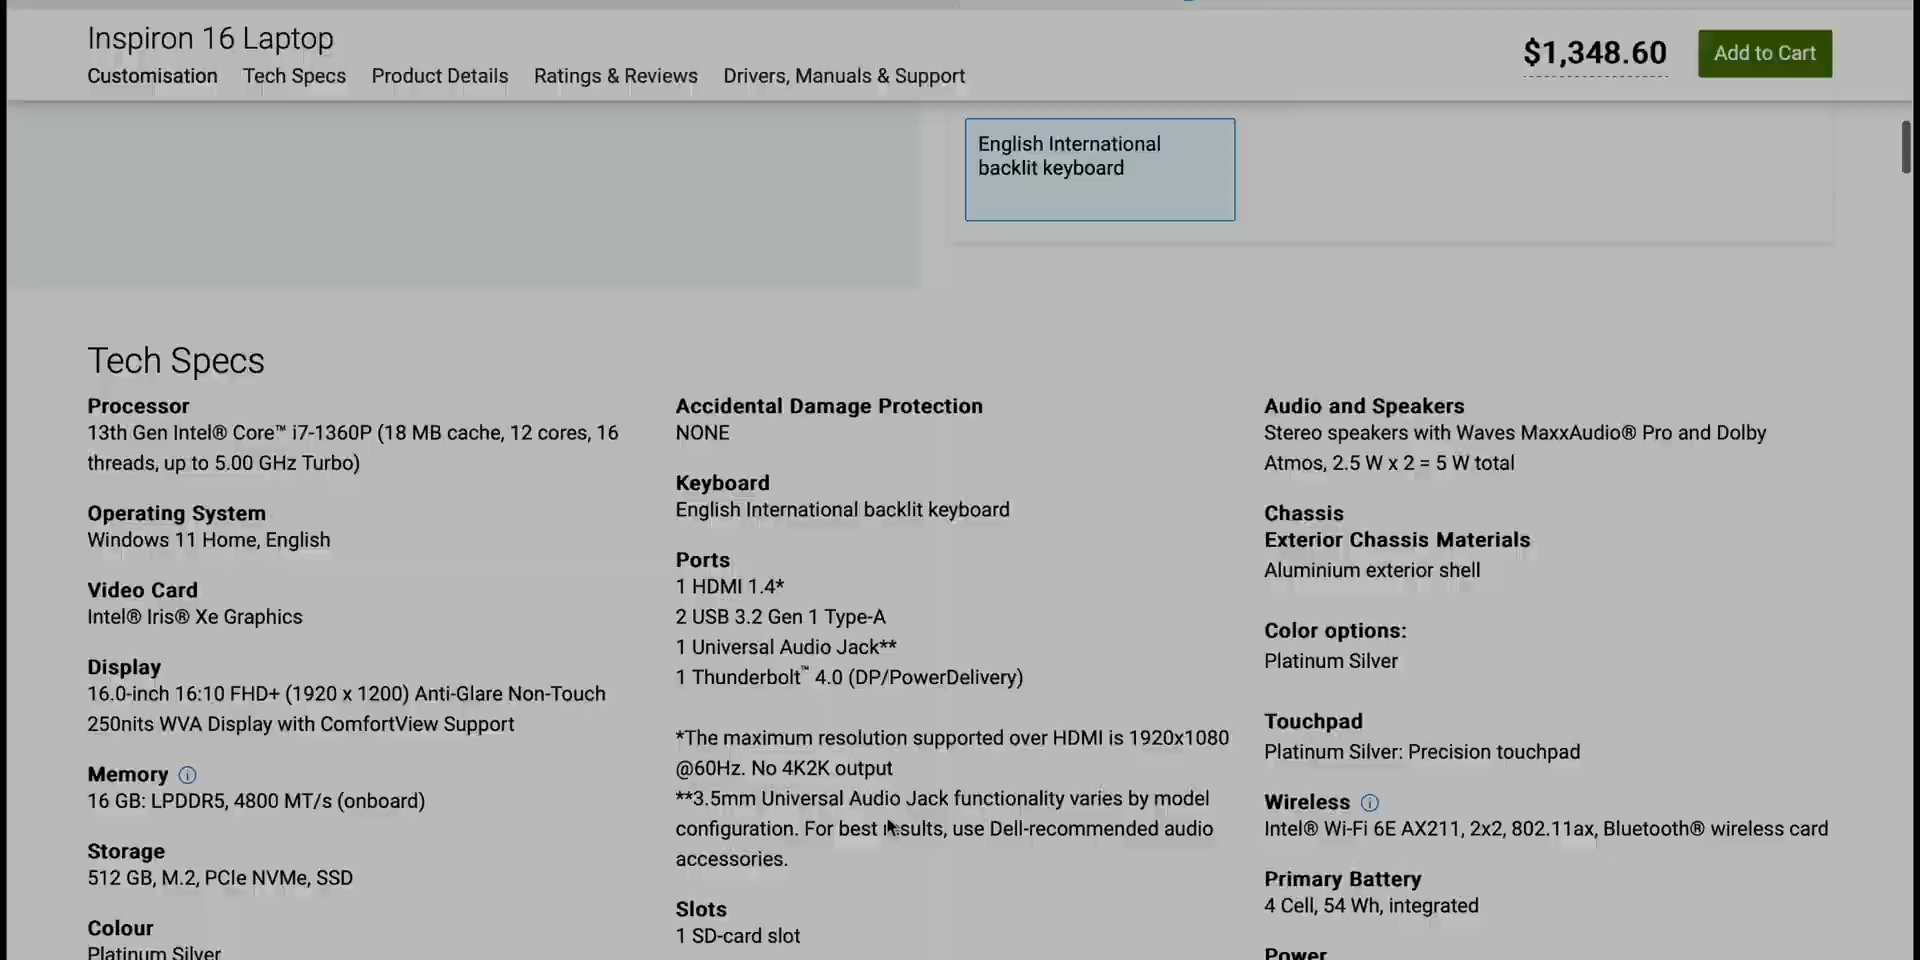 Inspiron 16 Laptop
Customisation Tech Specs Product Details Ratings & Reviews Drivers, Manuals & Support
$1,348.60
Add to Cart
English International
backlit keyboard
Tech Specs
Processor
13th Gen Intel® Core™ i7-1360P (18 MB cache, 12 cores, 16
threads, up to 5.00 GHz Turbo)
Operating System
Windows 11 Home, English
Video Card
Intel® Iris® Xe Graphics
Display
16.0-inch 16:10 FHD+ (1920 x 1200) Anti-Glare Non-Touch
250nits WVA Display with ComfortView Support
Memory
16 GB: LPDDR5, 4800 MT/s (onboard)
Storage
512 GB, M.2, PCIe NVMe, SSD
Colour
Platinum Silver
Accidental Damage Protection
NONE
Keyboard
English International backlit keyboard
Ports
1 HDMI 1.4*
2 USB 3.2 Gen 1 Type-A
1 Universal Audio Jack**
1 Thunderbolt™ 4.0 (DP/PowerDelivery)
*The maximum resolution supported over HDMI is 1920x1080
@60Hz. No 4K2K output
**3.5mm Universal Audio Jack functionality varies by model
configuration. For best results, use Dell-recommended audio
accessories.
Slots
1 SD-card slot
Audio and Speakers
Stereo speakers with Waves MaxxAudio® Pro and Dolby
Atmos, 2.5 W x 2 = 5 W total
Chassis
Exterior Chassis Materials
Aluminium exterior shell
Color options:
Platinum Silver
Touchpad
Platinum Silver: Precision touchpad
Wireless
Intel® Wi-Fi 6E AX211, 2x2, 802.11ax, Bluetooth® wireless card
Primary Battery
4 Cell, 54 Wh, integrated
Power